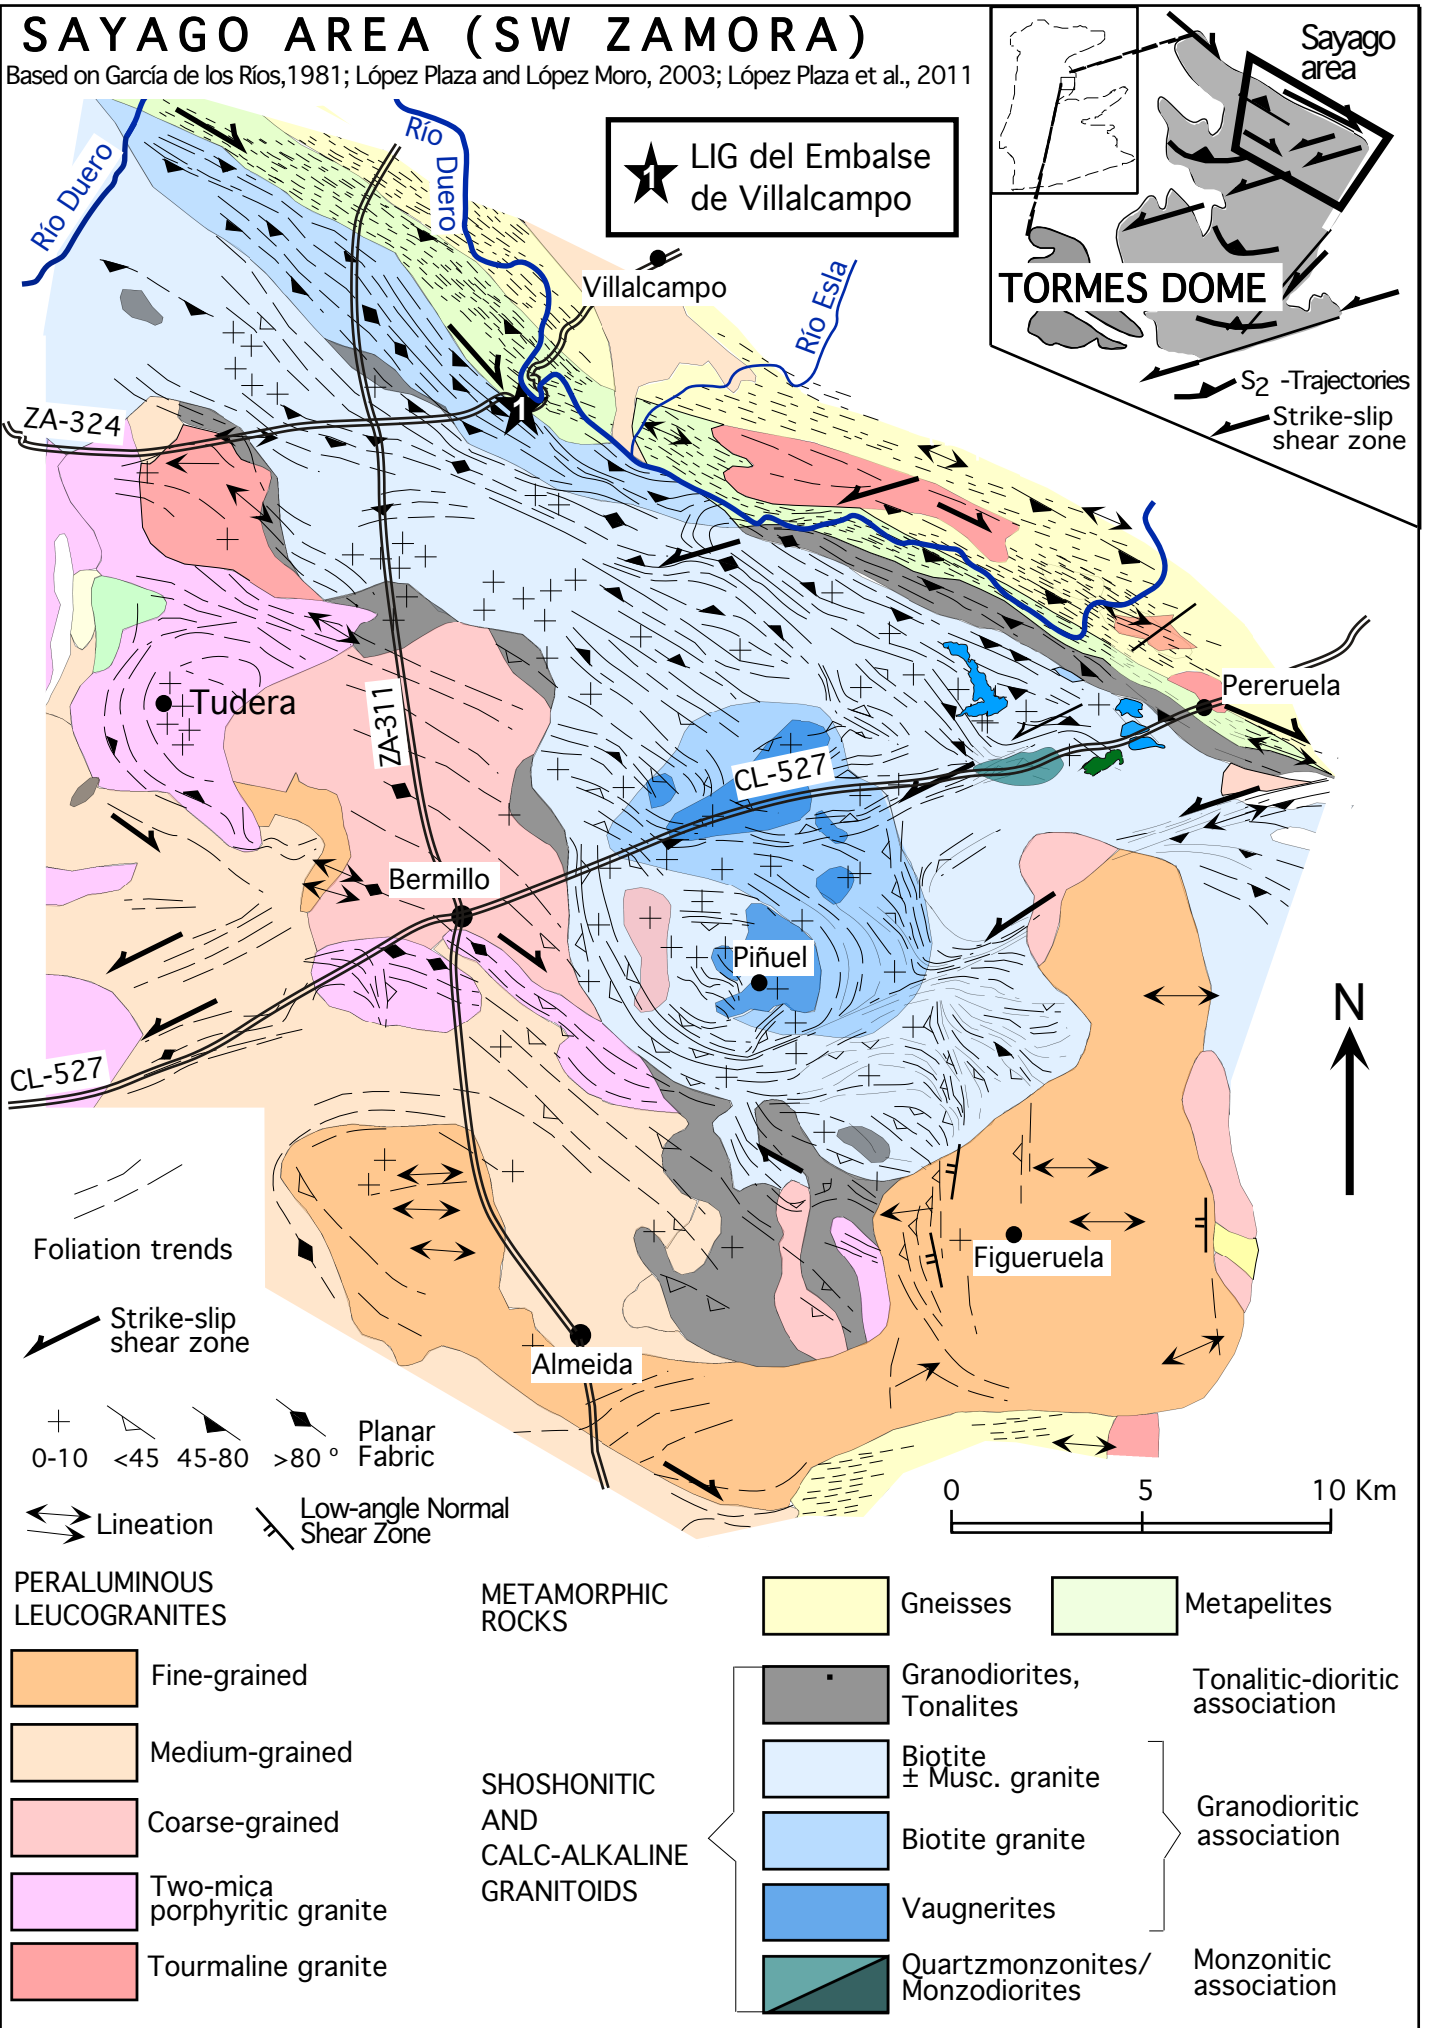 SAYAGO AREA (SW ZAMORA)
Based on García de los Ríos,1981; López Plaza and López Moro, 2003; López Plaza et al., 2011
Sayago
area
TORMES DOME
S2 -Trajectories
Strike-slip
shear zone
1 LIG del Embalse
de Villalcampo
Río Duero
Río Duero
Río Esla
Villalcampo
1
ZA-324
Tudera
ZA-311
Pereruela
CL-527
Bermillo
Piñuel
N
CL-527
Figueruela
Almeida
Foliation trends
Strike-slip
shear zone
0-10 <45 45-80 >80 º
Planar
Fabric
Lineation
Low-angle Normal
Shear Zone
0 5 10 Km
PERALUMINOUS
LEUCOGRANITES
Fine-grained
Medium-grained
Coarse-grained
Two-mica
porphyritic granite
Tourmaline granite
METAMORPHIC
ROCKS
Gneisses
Metapelites
SHOSHONITIC
AND
CALC-ALKALINE
GRANITOIDS
Granodiorites,
Tonalites
Tonalitic-dioritic
association
Biotite
± Musc. granite
Biotite granite
Vaugnerites
Granodioritic
association
Quartzmonzonites/
Monzodiorites
Monzonitic
association